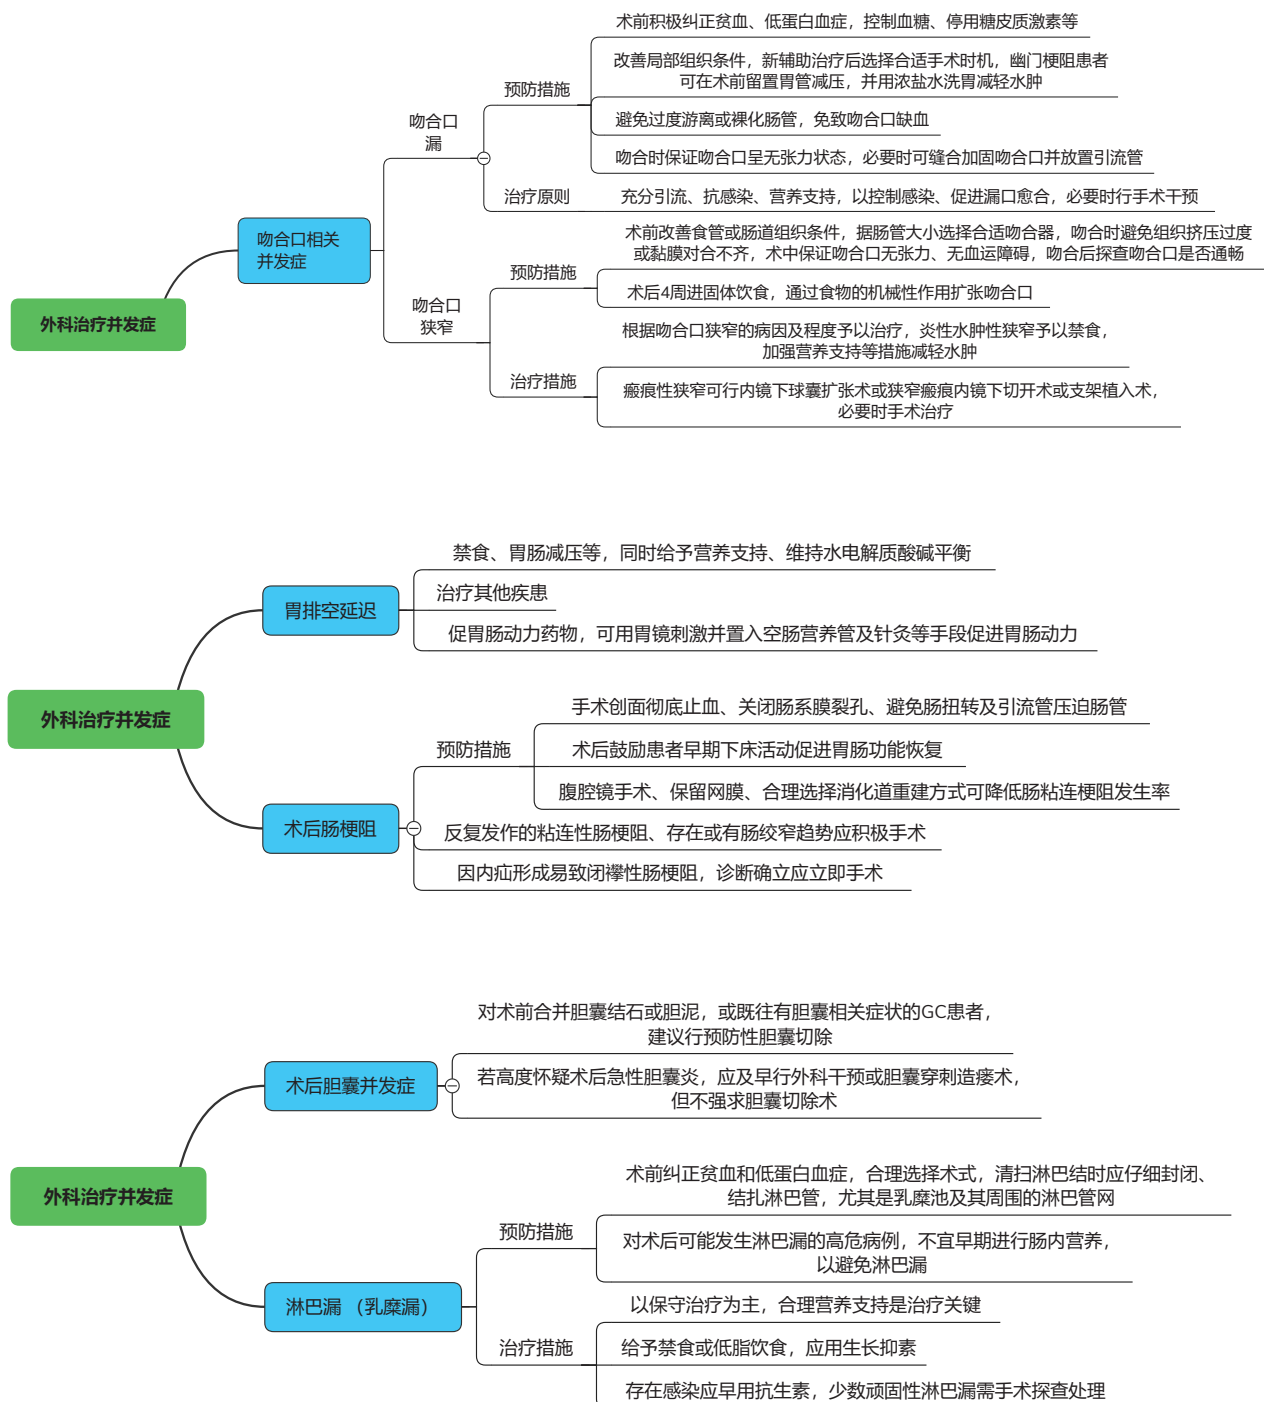 术前积极纠正贫血、低蛋白血症，控制血糖、停用糖皮质激素等
改善局部组织条件，新辅助治疗后选择合适手术时机，幽门梗阻患者
可在术前留置胃管减压，并用浓盐水洗胃减轻水肿
预防措施
避免过度游离或裸化肠管，免致吻合口缺血
吻合口
漏
吻合时保证吻合口呈无张力状态，必要时可缝合加固吻合口并放置引流管
治疗原则
充分引流、抗感染、营养支持，以控制感染、促进漏口愈合，必要时行手术干预
吻合口相关
并发症
术前改善食管或肠道组织条件，据肠管大小选择合适吻合器，吻合时避免组织挤压过度
或黏膜对合不齐，术中保证吻合口无张力、无血运障碍，吻合后探查吻合口是否通畅
预防措施
术后4周进固体饮食，通过食物的机械性作用扩张吻合口
吻合口
狭窄
外科治疗并发症
根据吻合口狭窄的病因及程度予以治疗，炎性水肿性狭窄予以禁食，
加强营养支持等措施减轻水肿
治疗措施
瘢痕性狭窄可行内镜下球囊扩张术或狭窄瘢痕内镜下切开术或支架植入术，
必要时手术治疗
禁食、胃肠减压等，同时给予营养支持、维持水电解质酸碱平衡
胃排空延迟
治疗其他疾患
促胃肠动力药物，可用胃镜刺激并置入空肠营养管及针灸等手段促进胃肠动力
外科治疗并发症
手术创面彻底止血、关闭肠系膜裂孔、避免肠扭转及引流管压迫肠管
预防措施
术后鼓励患者早期下床活动促进胃肠功能恢复
腹腔镜手术、保留网膜、合理选择消化道重建方式可降低肠粘连梗阻发生率
术后肠梗阻
反复发作的粘连性肠梗阻、存在或有肠绞窄趋势应积极手术
因内疝形成易致闭襻性肠梗阻，诊断确立应立即手术
对术前合并胆囊结石或胆泥，或既往有胆囊相关症状的GC患者，
建议行预防性胆囊切除
术后胆囊并发症
若高度怀疑术后急性胆囊炎，应及早行外科干预或胆囊穿刺造瘘术，
但不强求胆囊切除术
外科治疗并发症
术前纠正贫血和低蛋白血症，合理选择术式，清扫淋巴结时应仔细封闭、
结扎淋巴管，尤其是乳糜池及其周围的淋巴管网
预防措施
对术后可能发生淋巴漏的高危病例，不宜早期进行肠内营养，
以避免淋巴漏
淋巴漏 （乳糜漏）
以保守治疗为主，合理营养支持是治疗关键
治疗措施
给予禁食或低脂饮食，应用生长抑素
存在感染应早用抗生素，少数顽固性淋巴漏需手术探查处理